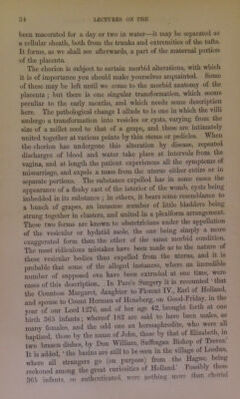 34 LECTURES ON THE
been macerated for a day or two in water—it may be separated as
a cellular sheath, both from the trunks and extremities of the tufts.
It forms, as we shall see afterwards, a part of the maternal portion
of the placenta.
The chorion is subject to certain morbid alterations, with which
it is of importance you should make yourselves acquainted. Some
of these may be left until we come to the morbid anatomy of the
placenta; but there is one singular transformation, which occurs
peculiar to the early months, and which needs some description
here. The pathological change I allude to is one in which the villi
undergo a transformation into vesicles or cysts, varying from the
size of a millet seed to that of a grape, and these are intimately
united together at various points by thin stems or pedicles. When
the chorion has undergone this alteration by disease, repeated
discharges of blood and water take place at intervals from the
vagina, and at length the patient experiences all the symptoms of
miscarriage, and expels a mass from the uterus either entire or in
separate portions. The substance expelled has in some cases the
appearance of a fleshy cast of the interior of the womb, cysts being
imbedded in its substance; in others, it bears some resemblance to
a bunch of grapes, an immense number of little bladders being
strung together in clusters, and united in a plexiform arrangement.
These two forms are known to obstetricians under the appellation
of the vesicular or hydatid mole, the one being simply a more
exaggerated form than the other of the same morbid condition.
The most ridiculous mistakes have been made as to the nature of
these vesicular bodies thus expelled from the uterus, and it is
probable that some of the alleged instances, where an incredible
number of supposed ova have been extruded at one time, were
cases of this description. In Paré's Surgery it is recounted 'that
the Countess Margaret, daughter to Florent IV. Earl of Holland,
and spouse to Count Herman of Heneberg, on Good-Friday, in the
year of our Lord 1276, and of her age 42, brought forth at one
birth 365 infants; whereof 182 are said to have been males, as
many females, and the odd one an hermaphrodite, who were all
baptised, those by the name of John, these by that of Elizabeth, in
two brazen dishes, by Don William, Suffragan Bishop of Treves.'
It is added, 'the basins are still to be seen in the village of Losdun,
where all strangers go (on purpose) from the Hague, being
reckoned among the great curiosities of Holland.' Possibly these
365 infants, so authenticated, were nothing more than chorial